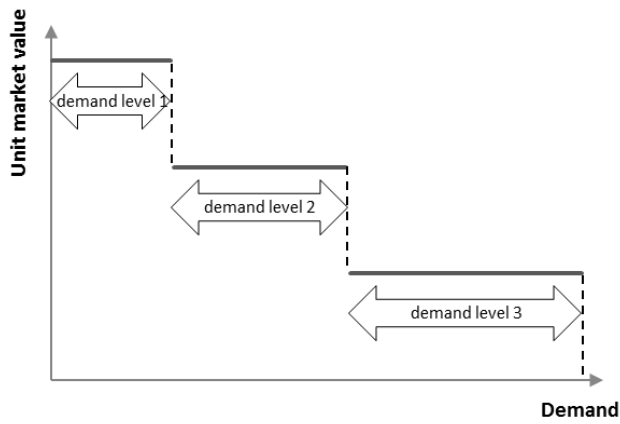 Unit market value
demand level 1
demand level 2
demand level 3
Demand